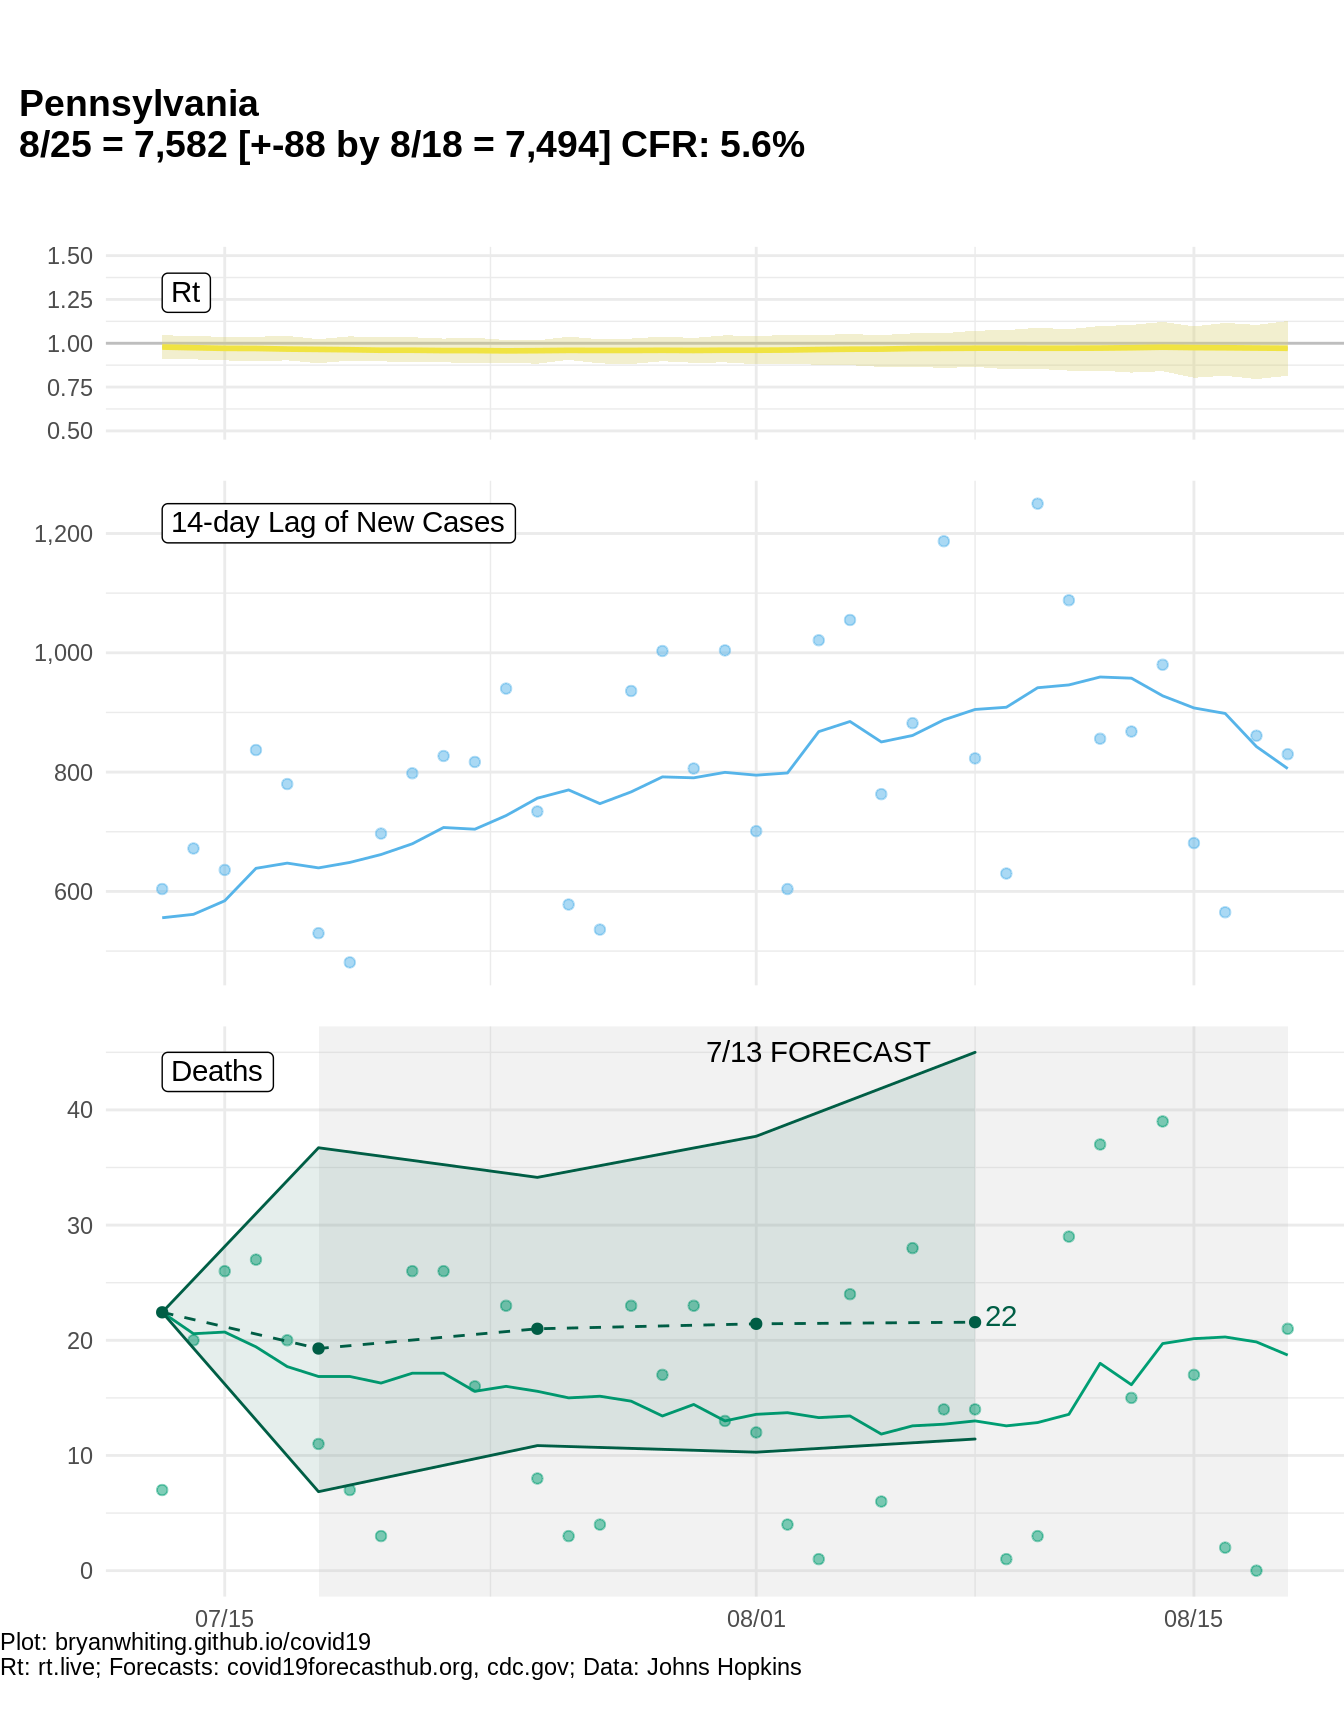 Pennsylvania
8/25 = 7,582 [+-88 by 8/18 = 7,494] CFR: 5.6%
1.50
Rt
1.25
1.00
0.75
0.50
14-day Lag of New Cases
1,200
1,000
800
600
7/13 FORECAST
Deaths
40
30
22
20
10
0
07/15 08/01 08/15
Plot: bryanwhiting.github.io/covid19
Rt: rt.live; Forecasts: covid19forecasthub.org, cdc.gov; Data: Johns Hopkins